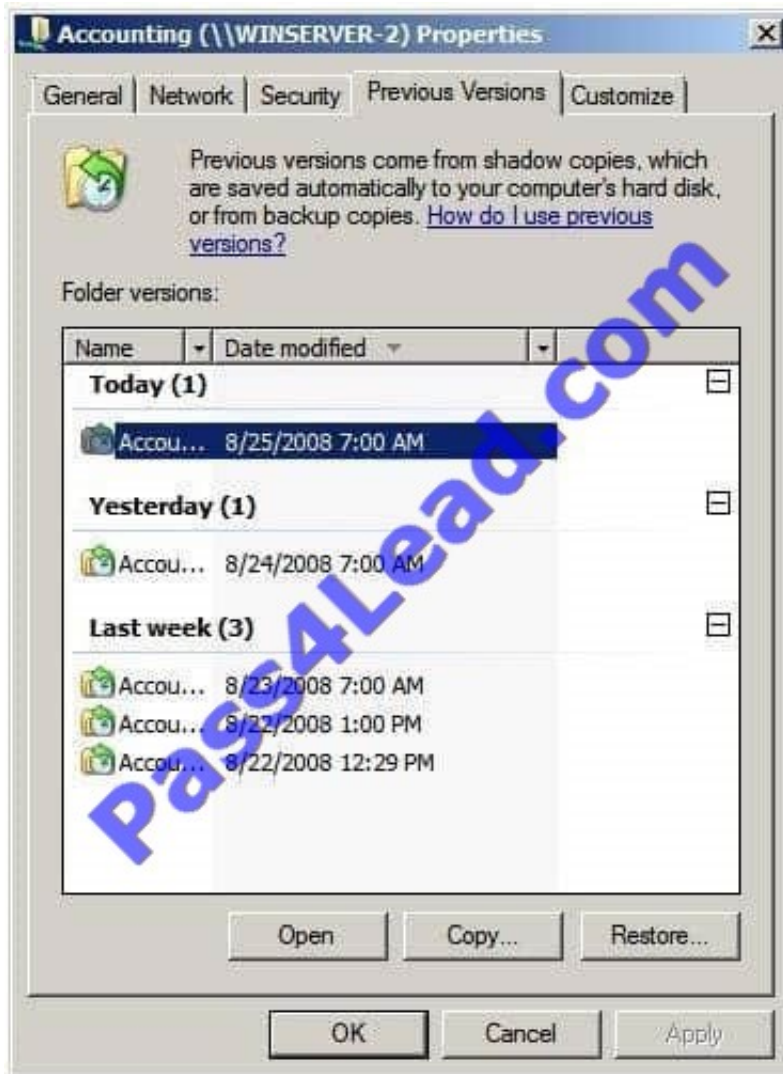 Accounting (\\WINSERVER-2) Properties
General Network Security Previous Versions Customize
Previous versions come from shadow copies, which
are saved automatically to your computer's hard disk,
or from backup copies. How do I use previous
versions?
Folder versions:
Name Date modified
Today (1)
Accou... 8/25/2008 7:00 AM
Yesterday (1)
Accou... 8/24/2008 7:00 AM
Last week (3)
Accou... 8/23/2008 7:00 AM
Accou... 8/22/2008 1:00 PM
Accou... 8/22/2008 12:29 PM
Pass4Lead.com
Open Copy... Restore...
OK Cancel Apply